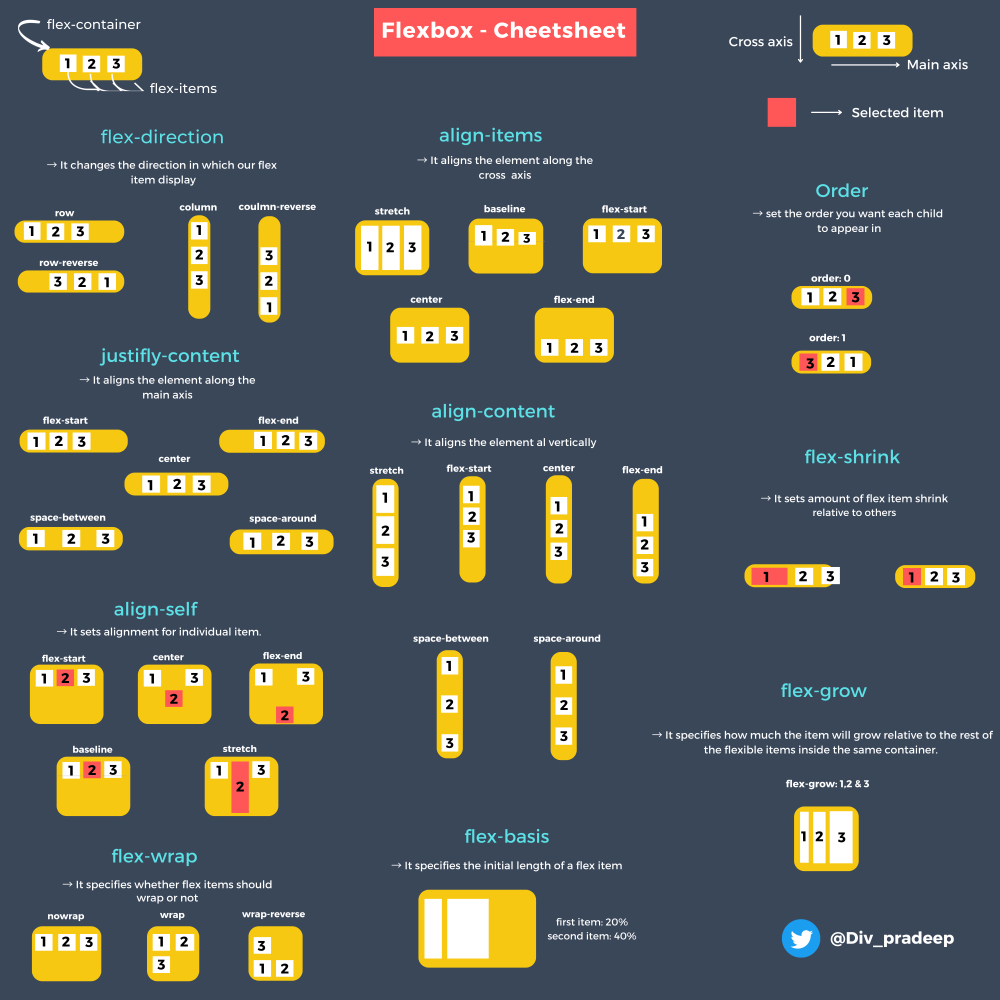 flex-container
1 2 3
flex-items
Flexbox - Cheetsheet
Cross axis
1 2 3
Main axis
Selected item
flex-direction
→ It changes the direction in which our flex
item display
row
1 2 3
row-reverse
3 2 1
column
1
2
3
coulmn-reverse
3
2
1
justifly-content
→ It aligns the element along the
main axis
flex-start
1 2 3
flex-end
1 2 3
center
1 2 3
space-between
1 2 3
space-around
1 2 3
align-self
→ It sets alignment for individual item.
flex-start
1 2 3
center
1 3
2
flex-end
1 3
2
baseline
1 2 3
stretch
1 3
2
flex-wrap
→ It specifies whether flex items should
wrap or not
nowrap
1 2 3
wrap
1 2
3
wrap-reverse
3
1 2
align-items
→ It aligns the element along the
cross axis
stretch
1 2 3
baseline
1 2 3
flex-start
1 2 3
center
1 2 3
flex-end
1 2 3
align-content
→ It aligns the element al vertically
stretch
1
2
3
flex-start
1
2
3
center
1
2
3
flex-end
1
2
3
space-between
1
2
3
space-around
1
2
3
flex-basis
→ It specifies the initial length of a flex item
first item: 20%
second item: 40%
Order
→ set the order you want each child
to appear in
order: 0
1 2 3
order: 1
3 2 1
flex-shrink
→ It sets amount of flex item shrink
relative to others
1 2 3
1 2 3
flex-grow
→ It specifies how much the item will grow relative to the rest of
the flexible items inside the same container.
flex-grow: 1,2 & 3
1 2 3
@Div_pradeep